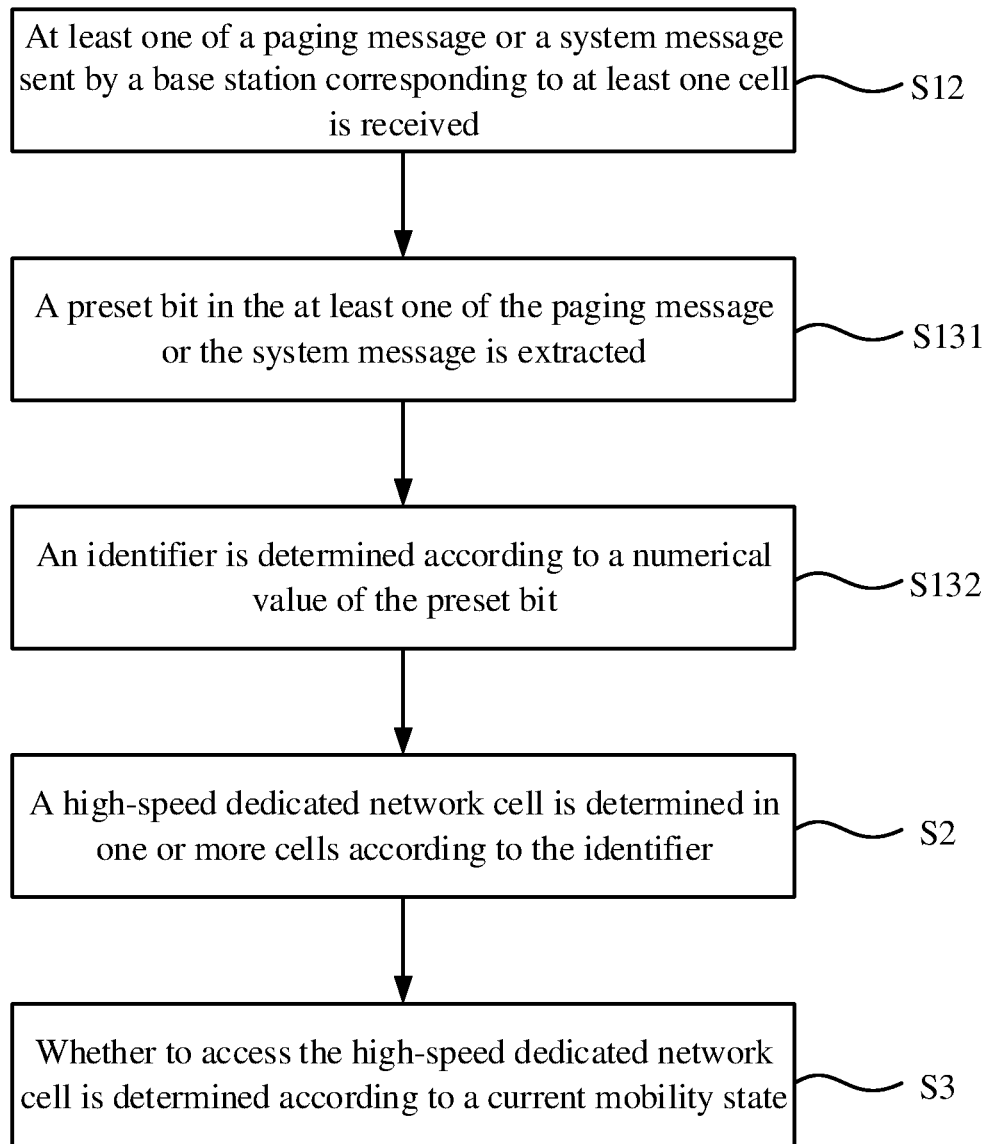 At least one of a paging message or a system message
sent by a base station corresponding to at least one cell
is received
S12
A preset bit in the at least one of the paging message
or the system message is extracted
S131
An identifier is determined according to a numerical
value of the preset bit
S132
A high-speed dedicated network cell is determined in
one or more cells according to the identifier
S2
Whether to access the high-speed dedicated network
cell is determined according to a current mobility state
S3